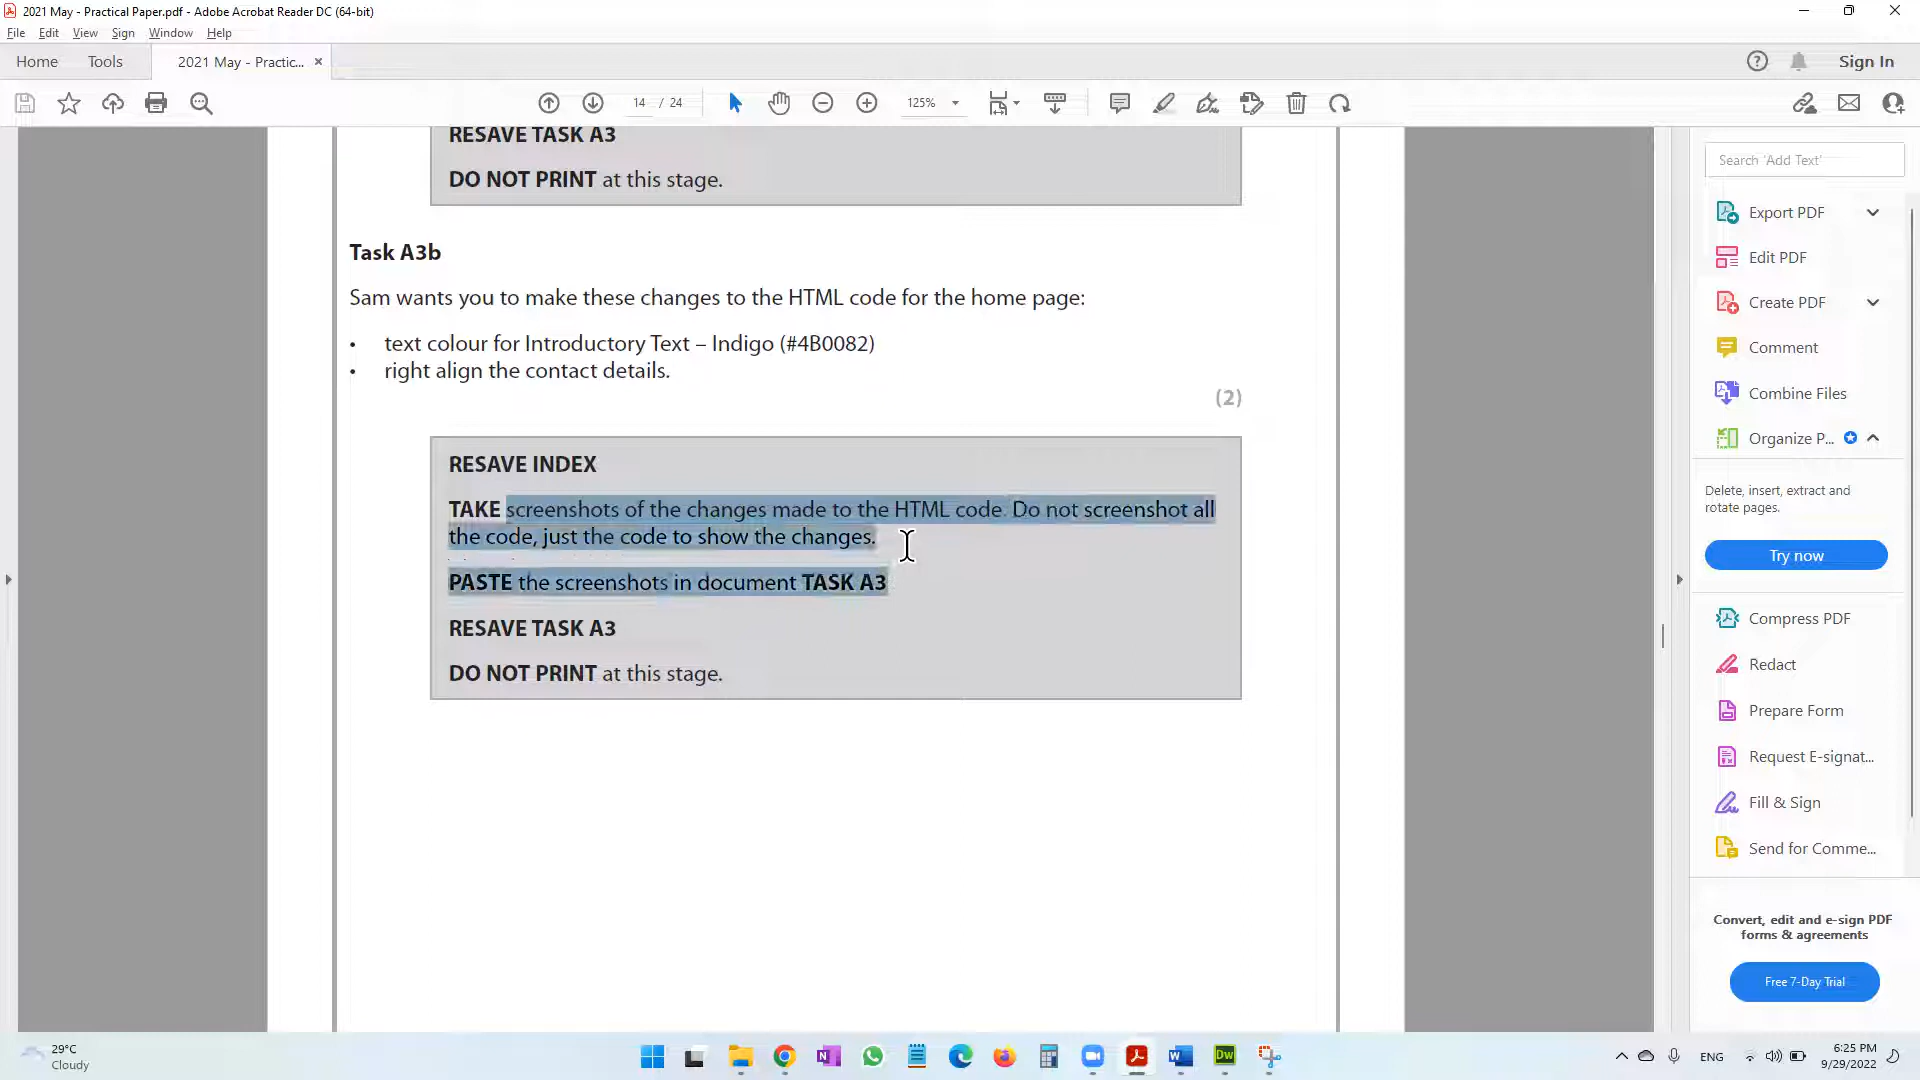 2021 May - Practical Paper.pdf - Adobe Acrobat Reader DC (64-bit)
File Edit View Sign Window Help
Home Tools 2021 May - Practic... × Sign In
14 / 24 125%
RESAVE TASK A3
DO NOT PRINT at this stage.
Task A3b
Sam wants you to make these changes to the HTML code for the home page:
• text colour for Introductory Text – Indigo (#4B0082)
• right align the contact details.
(2)
RESAVE INDEX
TAKE screenshots of the changes made to the HTML code. Do not screenshot all
the code, just the code to show the changes.
PASTE the screenshots in document TASK A3
RESAVE TASK A3
DO NOT PRINT at this stage.
Search 'Add Text'
Export PDF
Edit PDF
Create PDF
Comment
Combine Files
Organize P...
Delete, insert, extract and
rotate pages.
Try now
Compress PDF
Redact
Prepare Form
Request E-signat...
Fill & Sign
Send for Comme...
Convert, edit and e-sign PDF
forms & agreements
Free 7-Day Trial
29°C
Cloudy
Dw
ENG
6:25 PM
9/29/2022